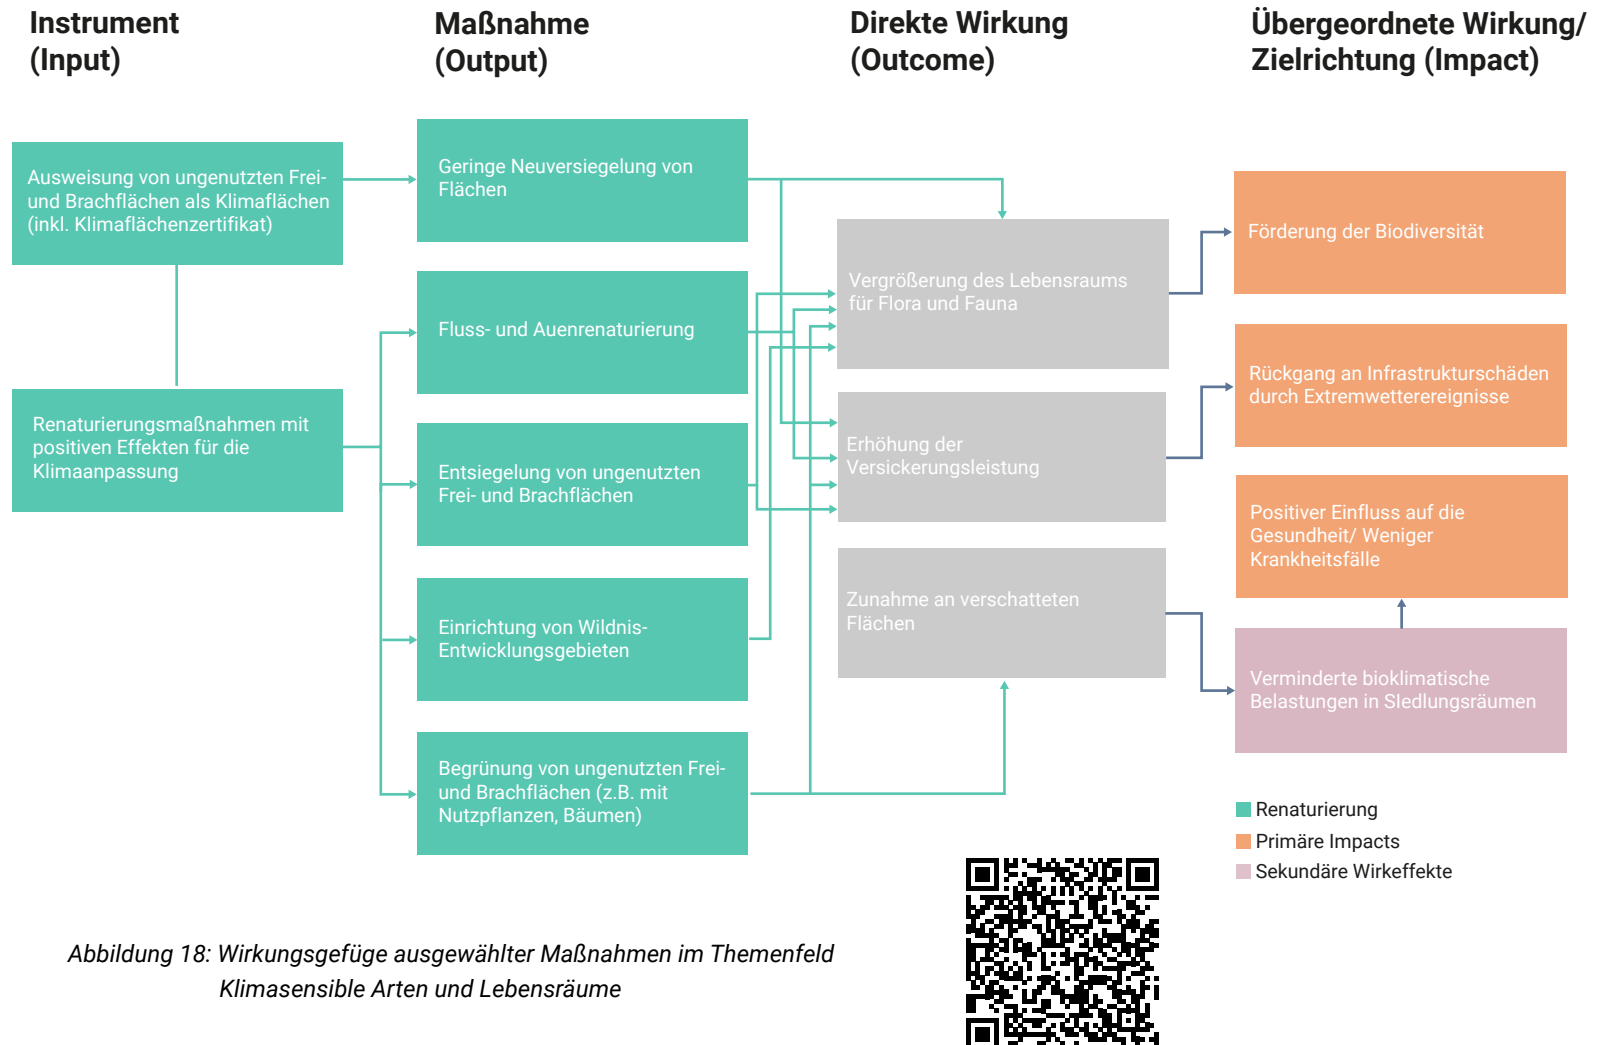 Instrument
(Input)
Maßnahme
(Output)
Direkte Wirkung
(Outcome)
Übergeordnete Wirkung/
Zielrichtung (Impact)
Ausweisung von ungenutzten Frei-
und Brachflächen als Klimaflächen
(inkl. Klimaflächenzertifikat)
Renaturierungsmaßnahmen mit
positiven Effekten für die
Klimaanpassung
Geringe Neuversiegelung von
Flächen
Fluss- und Auenrenaturierung
Entsiegelung von ungenutzten
Frei- und Brachflächen
Einrichtung von Wildnis-
Entwicklungsgebieten
Begrünung von ungenutzten Frei-
und Brachflächen (z.B. mit
Nutzpflanzen, Bäumen)
Vergrößerung des Lebensraums
für Flora und Fauna
Erhöhung der
Versickerungsleistung
Zunahme an verschatteten
Flächen
Förderung der Biodiversität
Rückgang an Infrastrukturschäden
durch Extremwetterereignisse
Positiver Einfluss auf die
Gesundheit/ Weniger
Krankheitsfälle
Verminderte bioklimatische
Belastungen in SIedlungsräumen
Renaturierung
Primäre Impacts
Sekundäre Wirkeffekte
Abbildung 18: Wirkungsgefüge ausgewählter Maßnahmen im Themenfeld
Klimasensible Arten und Lebensräume